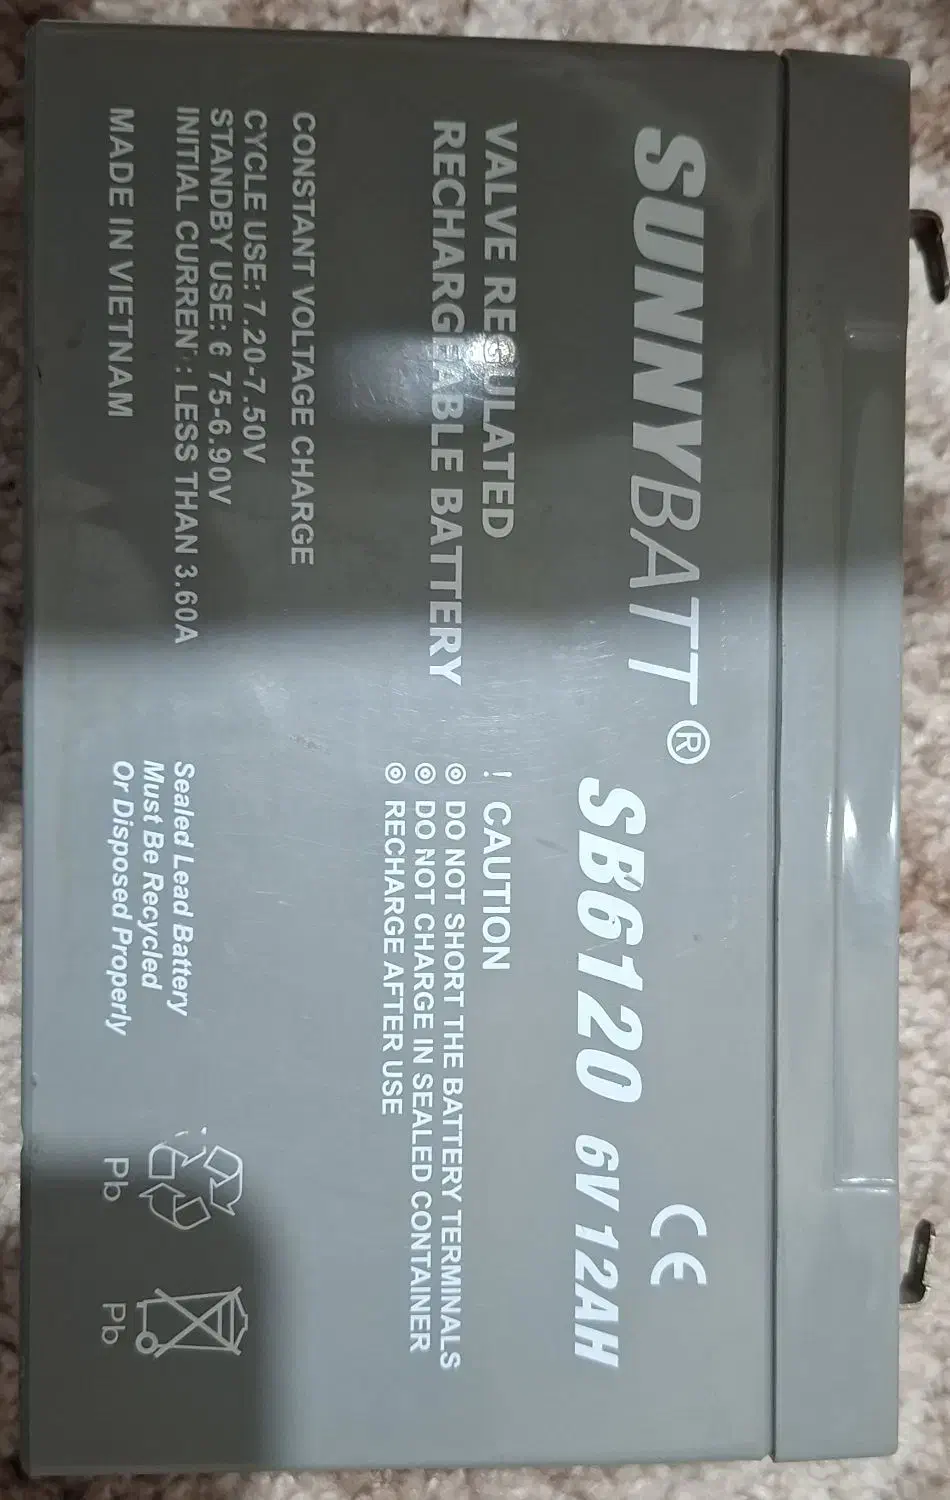 SUNNYBATT®
SB6120 6V 12AH
CE
VALVE REGULATED
RECHARGEABLE BATTERY
! CAUTION
DO NOT SHORT THE BATTERY TERMINALS
DO NOT CHARGE IN SEALED CONTAINER
RECHARGE AFTER USE
CONSTANT VOLTAGE CHARGE
CYCLE USE: 7.20-7.50V
STANDBY USE: 6 75-6.90V
INITIAL CURREN : LESS THAN 3.60A
MADE IN VIETNAM
Sealed Lead Battery
Must Be Recycled
Or Disposed Properly
Pb
Pb